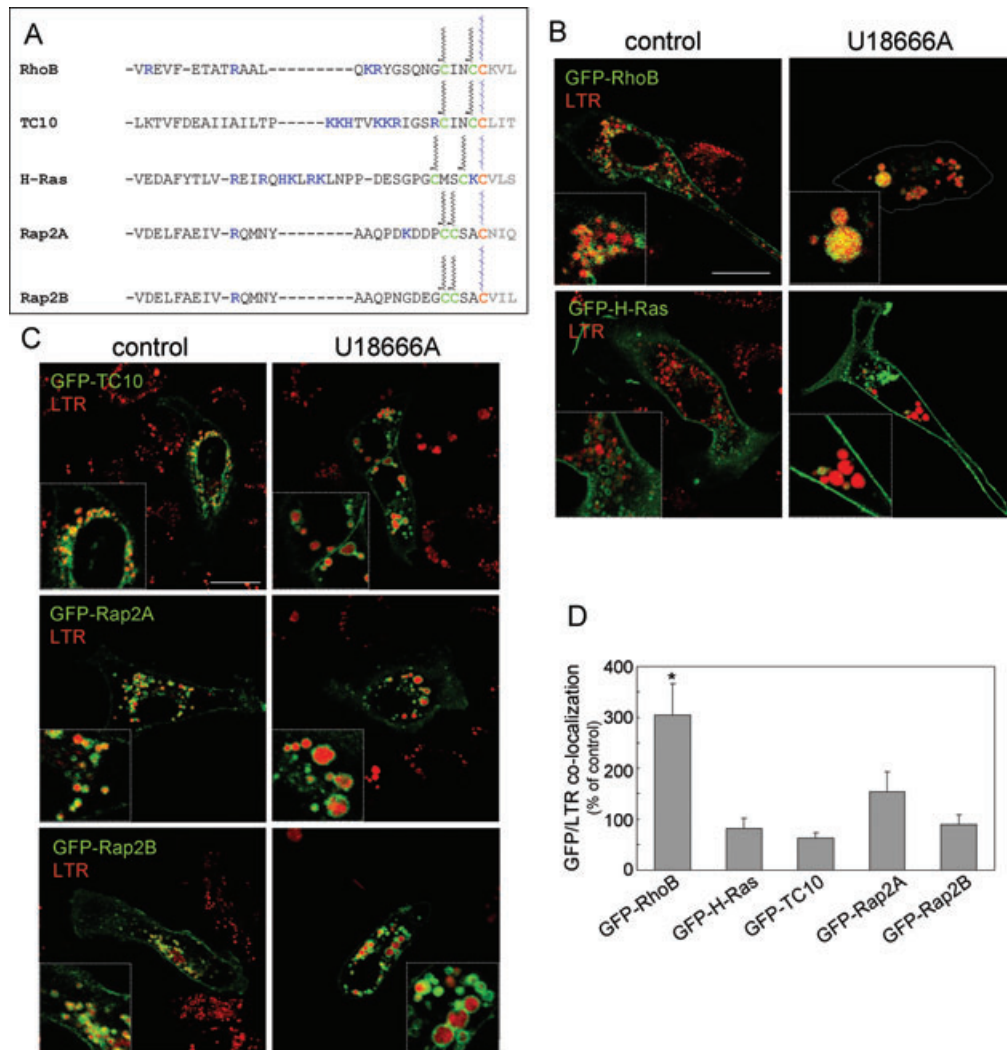 A
RhoB -VREVF-ETATRAAL-------QKRYGSQNGCINCCKVL
TC10 -LKTVFDEAIIAILTP------KKHTVKKRIGSRCINCCLIT
H-Ras -VEDAFYTLV-REIRQHKLRKLNPP-DESGPGCMSCKCVLS
Rap2A -VDELFAEIV-RQMNY---------AAQPDKDDPCCSACNIQ
Rap2B -VDELFAEIV-RQMNY---------AAQPNGDEGCCSACVIL
B
control U18666A
GFP-RhoB
LTR
GFP-H-Ras
LTR
C
control U18666A
GFP-TC10
LTR
GFP-Rap2A
LTR
GFP-Rap2B
LTR
D
GFP/LTR co-localization
(% of control)
400
300
200
100
0
*
GFP-RhoB
GFP-H-Ras
GFP-TC10
GFP-Rap2A
GFP-Rap2B